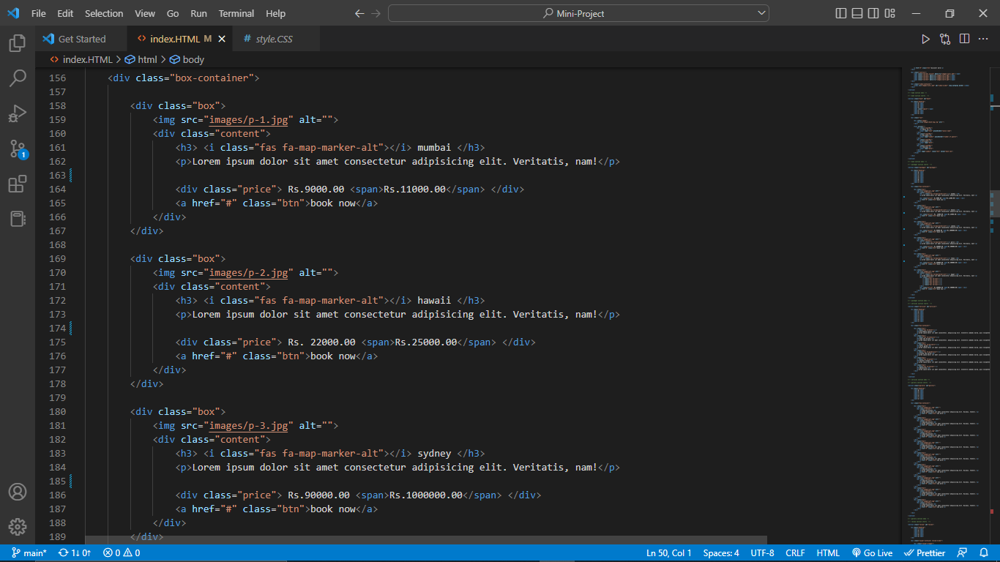 File Edit Selection View Go Run Terminal Help
Mini-Project
Get Started
index.HTML M
# style.CSS
index.HTML > html > body
156 <div class="box-container">
157
158 <div class="box">
159 <img src="images/p-1.jpg" alt="">
160 <div class="content">
161 <h3> <i class="fas fa-map-marker-alt"></i> mumbai </h3>
162 <p>Lorem ipsum dolor sit amet consectetur adipisicing elit. Veritatis, nam!</p>
163
164 <div class="price"> Rs.9000.00 <span>Rs.11000.00</span> </div>
165 <a href="#" class="btn">book now</a>
166 </div>
167 </div>
168
169 <div class="box">
170 <img src="images/p-2.jpg" alt="">
171 <div class="content">
172 <h3> <i class="fas fa-map-marker-alt"></i> hawaii </h3>
173 <p>Lorem ipsum dolor sit amet consectetur adipisicing elit. Veritatis, nam!</p>
174
175 <div class="price"> Rs. 22000.00 <span>Rs.25000.00</span> </div>
176 <a href="#" class="btn">book now</a>
177 </div>
178 </div>
179
180 <div class="box">
181 <img src="images/p-3.jpg" alt="">
182 <div class="content">
183 <h3> <i class="fas fa-map-marker-alt"></i> sydney </h3>
184 <p>Lorem ipsum dolor sit amet consectetur adipisicing elit. Veritatis, nam!</p>
185
186 <div class="price"> Rs.90000.00 <span>Rs.1000000.00</span> </div>
187 <a href="#" class="btn">book now</a>
188 </div>
189 </div>
1
main* 1↓ 0↑ 0 0 Ln 50, Col 1 Spaces: 4 UTF-8 CRLF HTML Go Live Prettier